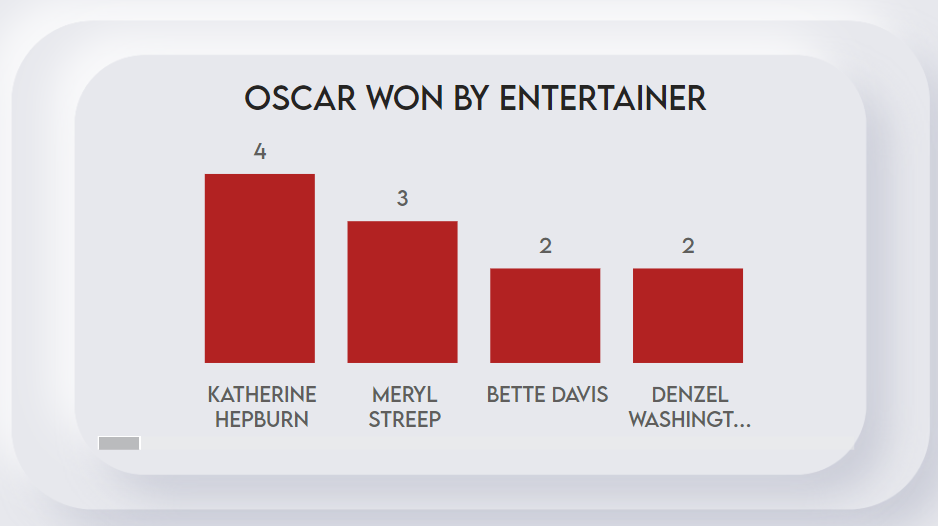 OSCAR WON BY ENTERTAINER
4
3
2
2
KATHERINE
HEPBURN
MERYL
STREEP
BETTE DAVIS
DENZEL
WASHINGT...